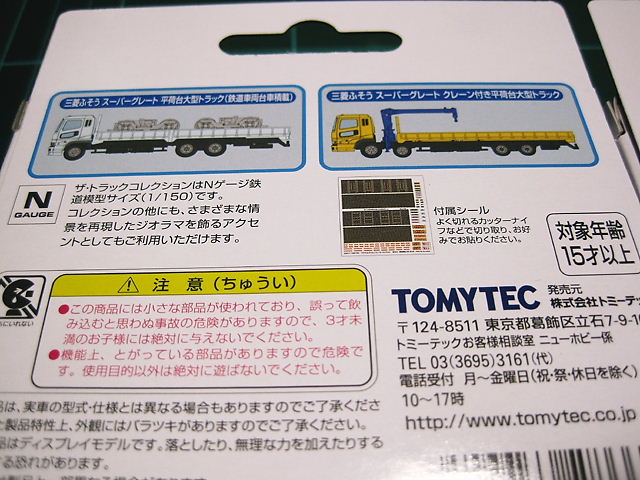 三菱ふそう スーパーグレート 平荷台大型トラック(鉄道車両台車積載)
三菱ふそう スーパーグレート クレーン付き平荷台大型トラック
N
GAUGE
ザ・トラックコレクションはNゲージ鉄
道模型サイズ(1/150)です。
コレクションの他にも、さまざまな情
景を再現するジオラマを飾るアクセ
ントとしてもご利用いただけます。
付属シール
よく切れるカッターナイ
フなどで切り取り、お好
みでお貼りください。
対象年齢
15才以上
注 意 (ちゅうい)
●この商品には小さな部品が使われており、誤って飲
み込むと思わぬ事故の危険がありますので、3才未
満のお子様には絶対に与えないでください。
●機能上、とがっている部品がありますので危険で
す。使用目的以外は絶対に遊ばないでください。
にいれない
TOMYTEC 発売元
株式会社トミーテッ
〒124-8511 東京都葛飾区立石7-9-10
トミーテックお客様相談室 ニューホビー係
TEL 03(3695)3161(代)
電話受付 月〜金曜日(祝・祭・休日を除く)
10〜17時
http://www.tomytec.co.jp
品は、実車の型式・仕様とは異なる場合もありますのでご了承くださ
製品特性上、外観にはバラツキがありますのでご了承ください。
品はディスプレイモデルです。落としたり、無理な力を加えたりする
する恐れがあります。